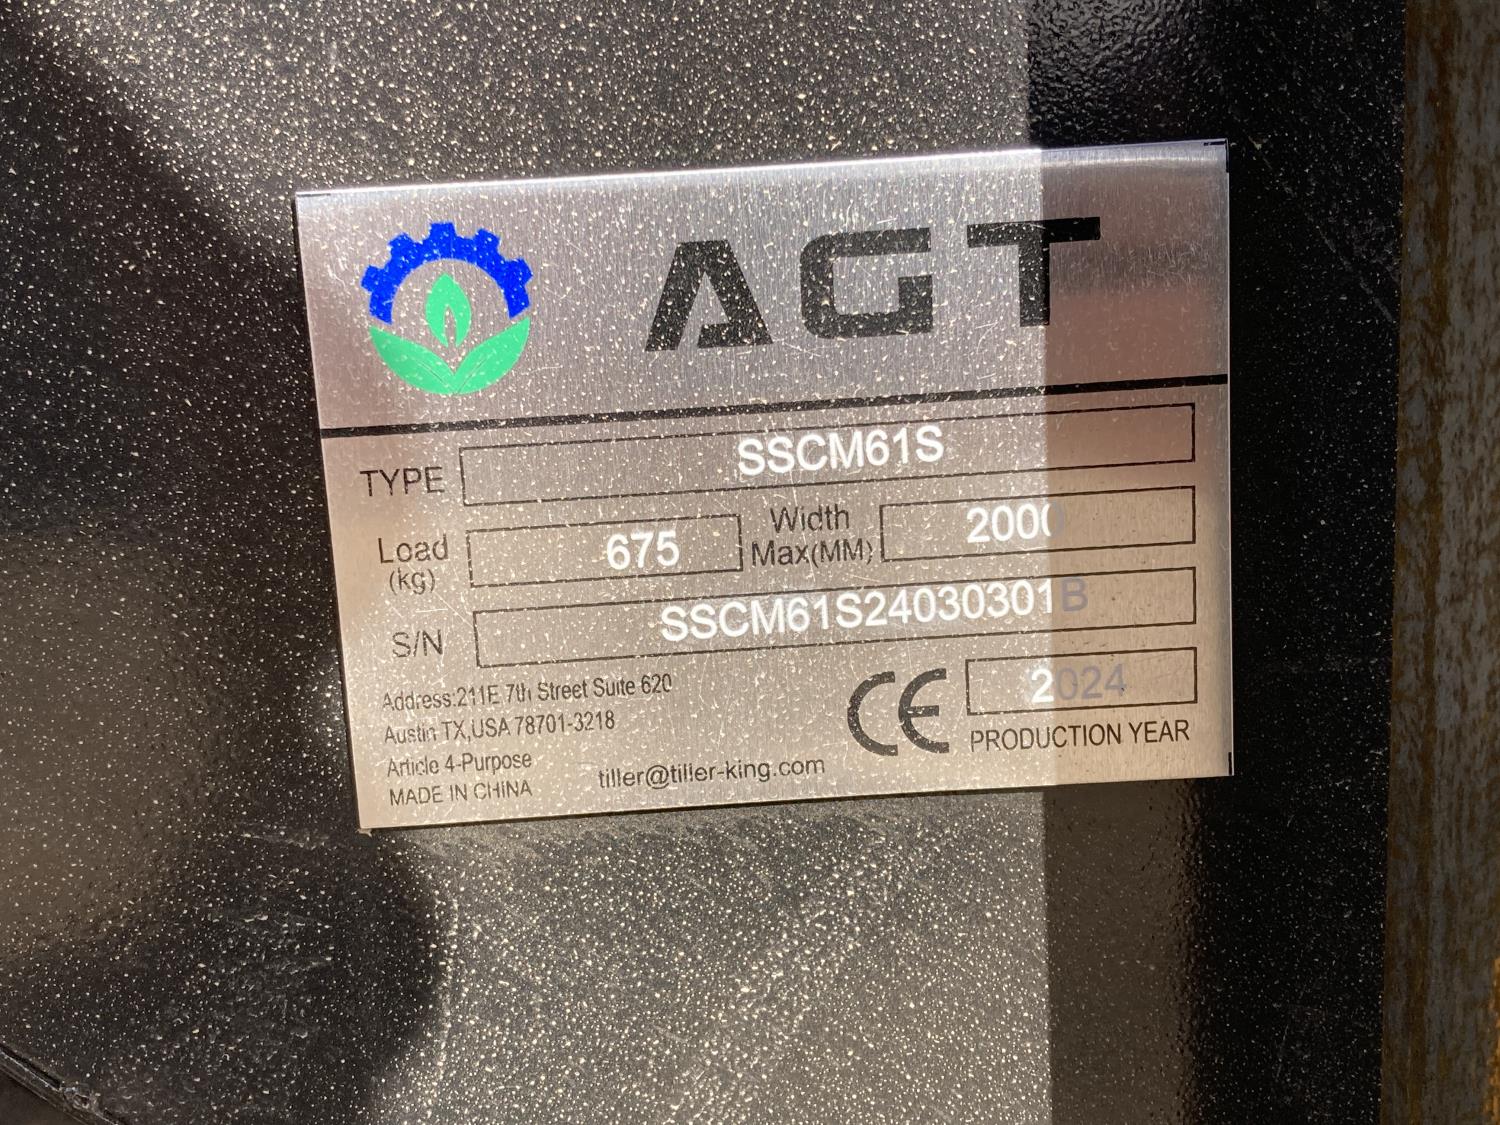 AGT
TYPE SSCM61S
Load (kg) 675 Width Max(MM) 2000
S/N SSCM61S24030301B
Address:211E 7th Street Suite 620
Austin TX,USA 78701-3218
Article 4-Purpose
MADE IN CHINA
tiller@tiller-king.com
CE
2024
PRODUCTION YEAR